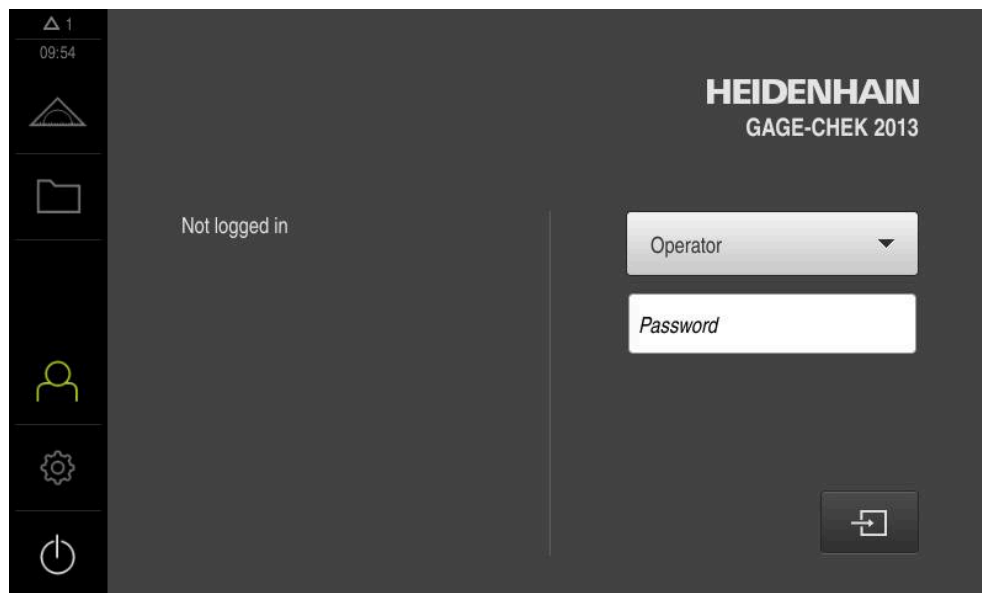 1
09:54
HEIDENHAIN
GAGE-CHEK 2013
Not logged in
Operator
Password